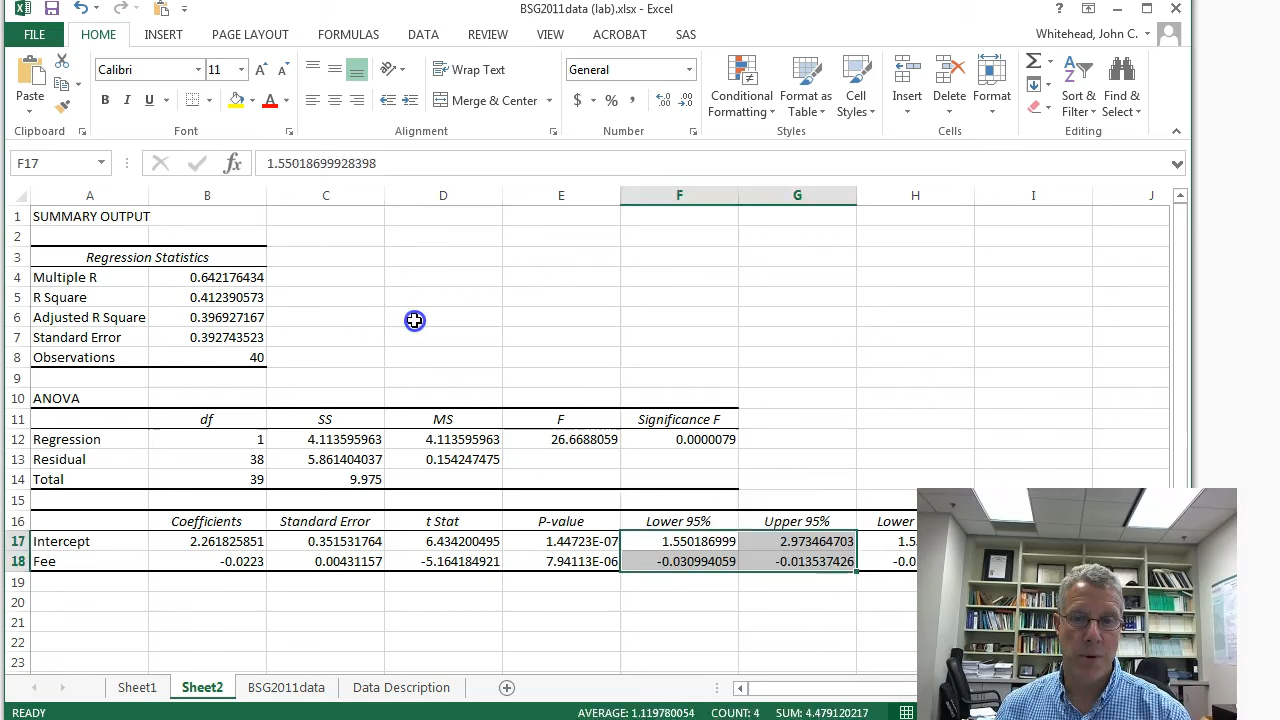 BSG2011data (lab).xlsx - Excel
FILE HOME INSERT PAGE LAYOUT FORMULAS DATA REVIEW VIEW ACROBAT SAS Whitehead, John C.
Paste
Calibri 11 Wrap Text General
B I U Merge & Center $ % ,
Conditional Formatting
Format as Table
Cell Styles
Insert Delete Format
Sort & Filter
Find & Select
Clipboard Font Alignment Number Styles Cells Editing
F17 fx 1.55018699928398
A B C D E F G H I J
1 SUMMARY OUTPUT
2
3 Regression Statistics
4 Multiple R 0.642176434
5 R Square 0.412390573
6 Adjusted R Square 0.396927167
7 Standard Error 0.392743523
8 Observations 40
9
10 ANOVA
11 df SS MS F Significance F
12 Regression 1 4.113595963 4.113595963 26.6688059 0.0000079
13 Residual 38 5.861404037 0.154247475
14 Total 39 9.975
15
16 Coefficients Standard Error t Stat P-value Lower 95% Upper 95% Lower
17 Intercept 2.261825851 0.351531764 6.434200495 1.44723E-07 1.550186999 2.973464703 1.5
18 Fee -0.0223 0.00431157 -5.164184921 7.94113E-06 -0.030994059 -0.013537426 -0.0
19
20
21
22
23
Sheet1 Sheet2 BSG2011data Data Description
READY AVERAGE: 1.119780054 COUNT: 4 SUM: 4.479120217